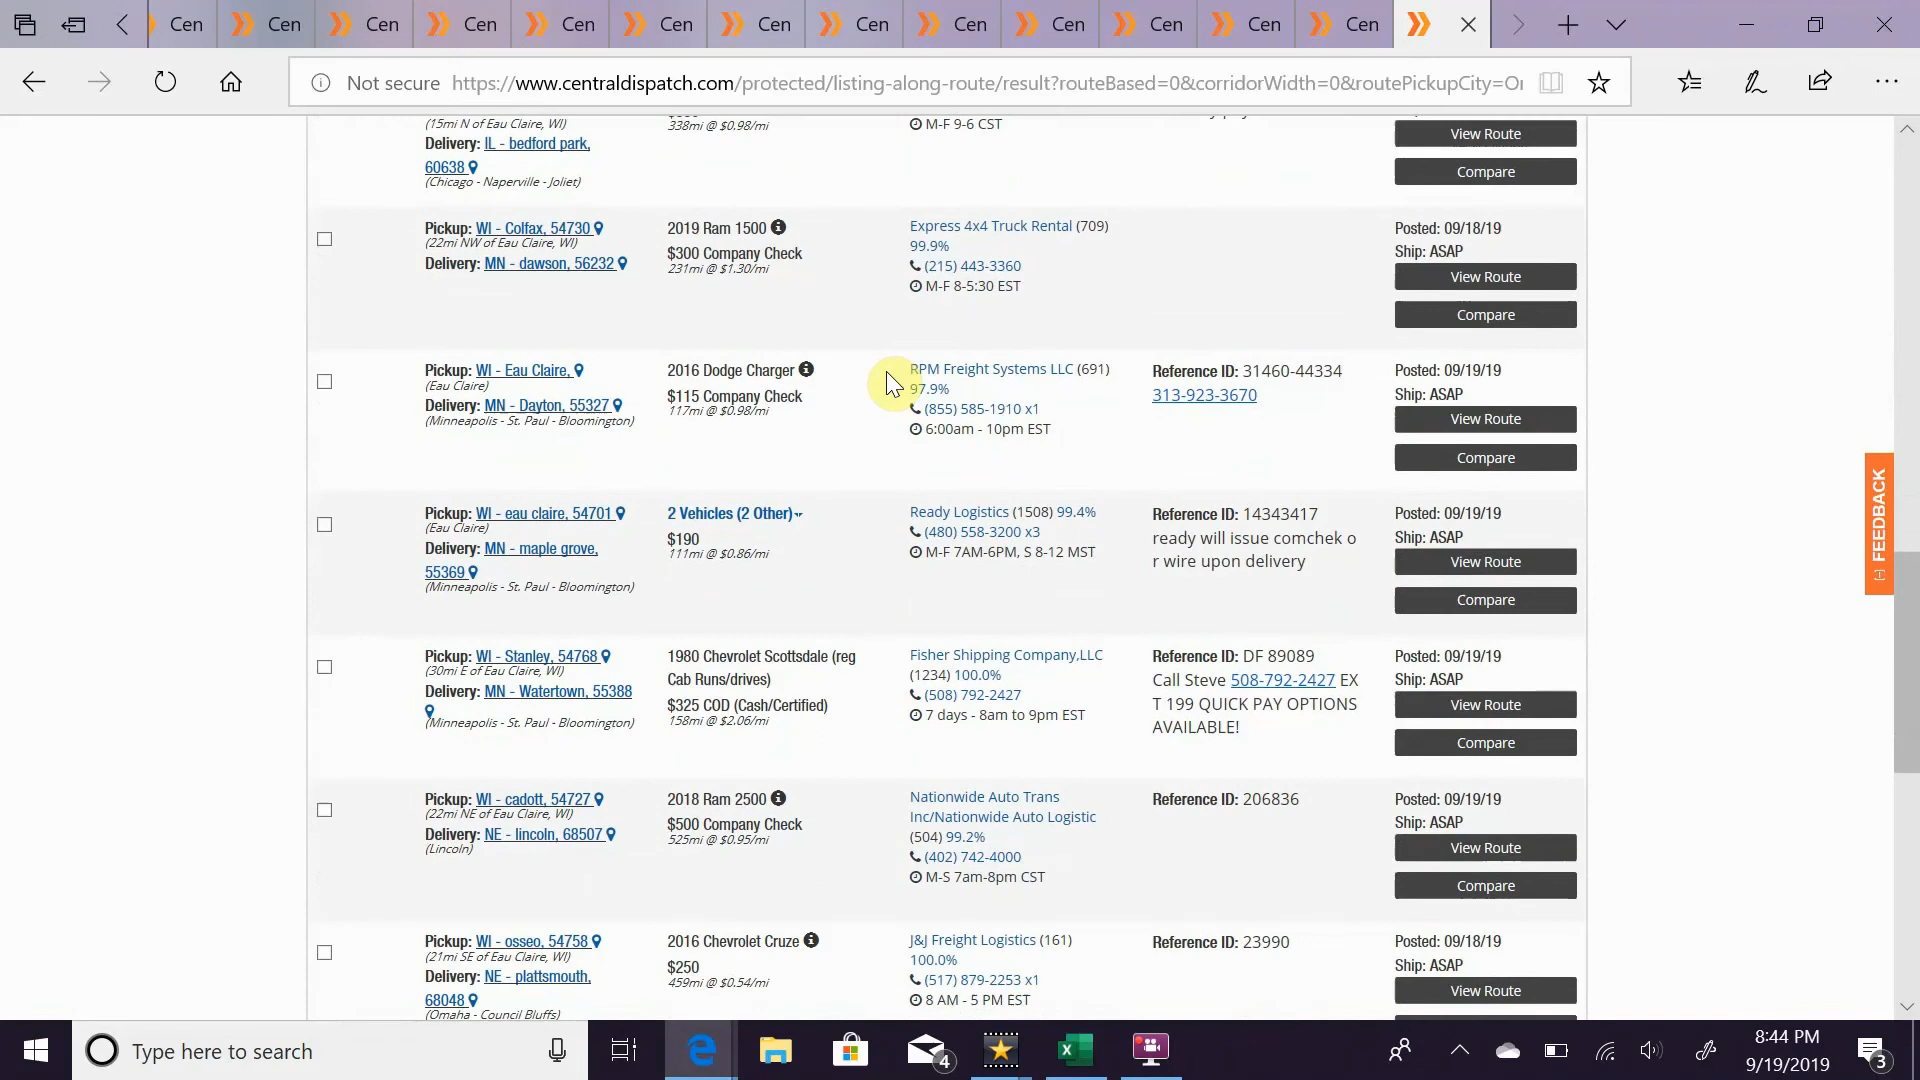 Cen Cen Cen Cen Cen Cen Cen Cen Cen Cen Cen Cen Cen
Not secure https://www.centraldispatch.com/protected/listing-along-route/result?routeBased=0&corridorWidth=0&routePickupCity=
(15mi N of Eau Claire, WI)
Delivery: IL - bedford park,
60638
(Chicago - Naperville - Joliet)
338mi @ $0.98/mi
M-F 9-6 CST
View Route
Compare
Pickup: WI - Colfax, 54730
(22mi NW of Eau Claire, WI)
Delivery: MN - dawson, 56232
2019 Ram 1500
$300 Company Check
231mi @ $1.30/mi
Express 4x4 Truck Rental (709)
99.9%
(215) 443-3360
M-F 8-5:30 EST
Posted: 09/18/19
Ship: ASAP
View Route
Compare
Pickup: WI - Eau Claire,
(Eau Claire)
Delivery: MN - Dayton, 55327
(Minneapolis - St. Paul - Bloomington)
2016 Dodge Charger
$115 Company Check
117mi @ $0.98/mi
RPM Freight Systems LLC (691)
97.9%
(855) 585-1910 x1
6:00am - 10pm EST
Reference ID: 31460-44334
313-923-3670
Posted: 09/19/19
Ship: ASAP
View Route
Compare
Pickup: WI - eau claire, 54701
(Eau Claire)
Delivery: MN - maple grove,
55369
(Minneapolis - St. Paul - Bloomington)
2 Vehicles (2 Other)
$190
111mi @ $0.86/mi
Ready Logistics (1508) 99.4%
(480) 558-3200 x3
M-F 7AM-6PM, S 8-12 MST
Reference ID: 14343417
ready will issue comchek o
r wire upon delivery
Posted: 09/19/19
Ship: ASAP
View Route
Compare
Pickup: WI - Stanley, 54768
(30mi E of Eau Claire, WI)
Delivery: MN - Watertown, 55388
(Minneapolis - St. Paul - Bloomington)
1980 Chevrolet Scottsdale (reg
Cab Runs/drives)
$325 COD (Cash/Certified)
158mi @ $2.06/mi
Fisher Shipping Company,LLC
(1234) 100.0%
(508) 792-2427
7 days - 8am to 9pm EST
Reference ID: DF 89089
Call Steve 508-792-2427 EX
T 199 QUICK PAY OPTIONS
AVAILABLE!
Posted: 09/19/19
Ship: ASAP
View Route
Compare
Pickup: WI - cadott, 54727
(22mi NE of Eau Claire, WI)
Delivery: NE - lincoln, 68507
(Lincoln)
2018 Ram 2500
$500 Company Check
525mi @ $0.95/mi
Nationwide Auto Trans
Inc/Nationwide Auto Logistic
(504) 99.2%
(402) 742-4000
M-S 7am-8pm CST
Reference ID: 206836
Posted: 09/19/19
Ship: ASAP
View Route
Compare
Pickup: WI - osseo, 54758
(21mi SE of Eau Claire, WI)
Delivery: NE - plattsmouth,
68048
(Omaha - Council Bluffs)
2016 Chevrolet Cruze
$250
459mi @ $0.54/mi
J&J Freight Logistics (161)
100.0%
(517) 879-2253 x1
8 AM - 5 PM EST
Reference ID: 23990
Posted: 09/18/19
Ship: ASAP
View Route
[-] FEEDBACK
Type here to search
4
8:44 PM
9/19/2019
3